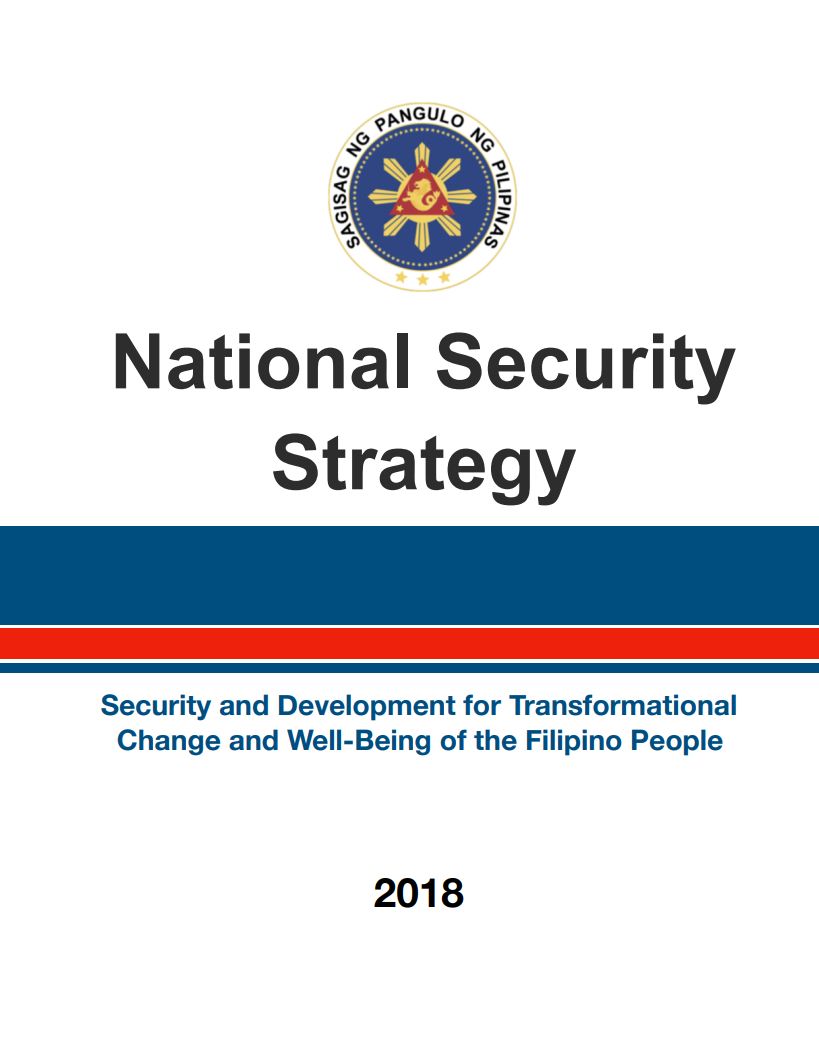 SAGISAG NG PANGULO NG PILIPINAS
National Security
Strategy
Security and Development for Transformational
Change and Well-Being of the Filipino People
2018